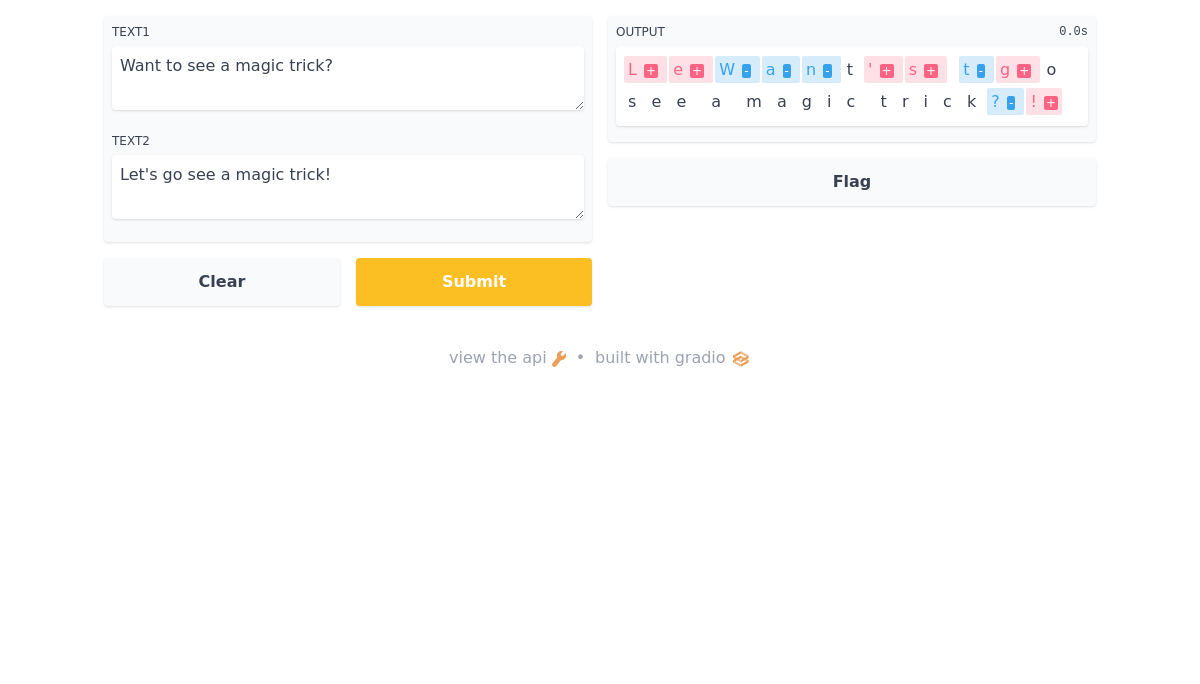 TEXT1
Want to see a magic trick?
TEXT2
Let's go see a magic trick!
Clear
Submit
OUTPUT
0.0s
L + e + W - a - n - t ' + s + t - g + o
s e e a m a g i c t r i c k ? - ! +
Flag
view the api • built with gradio